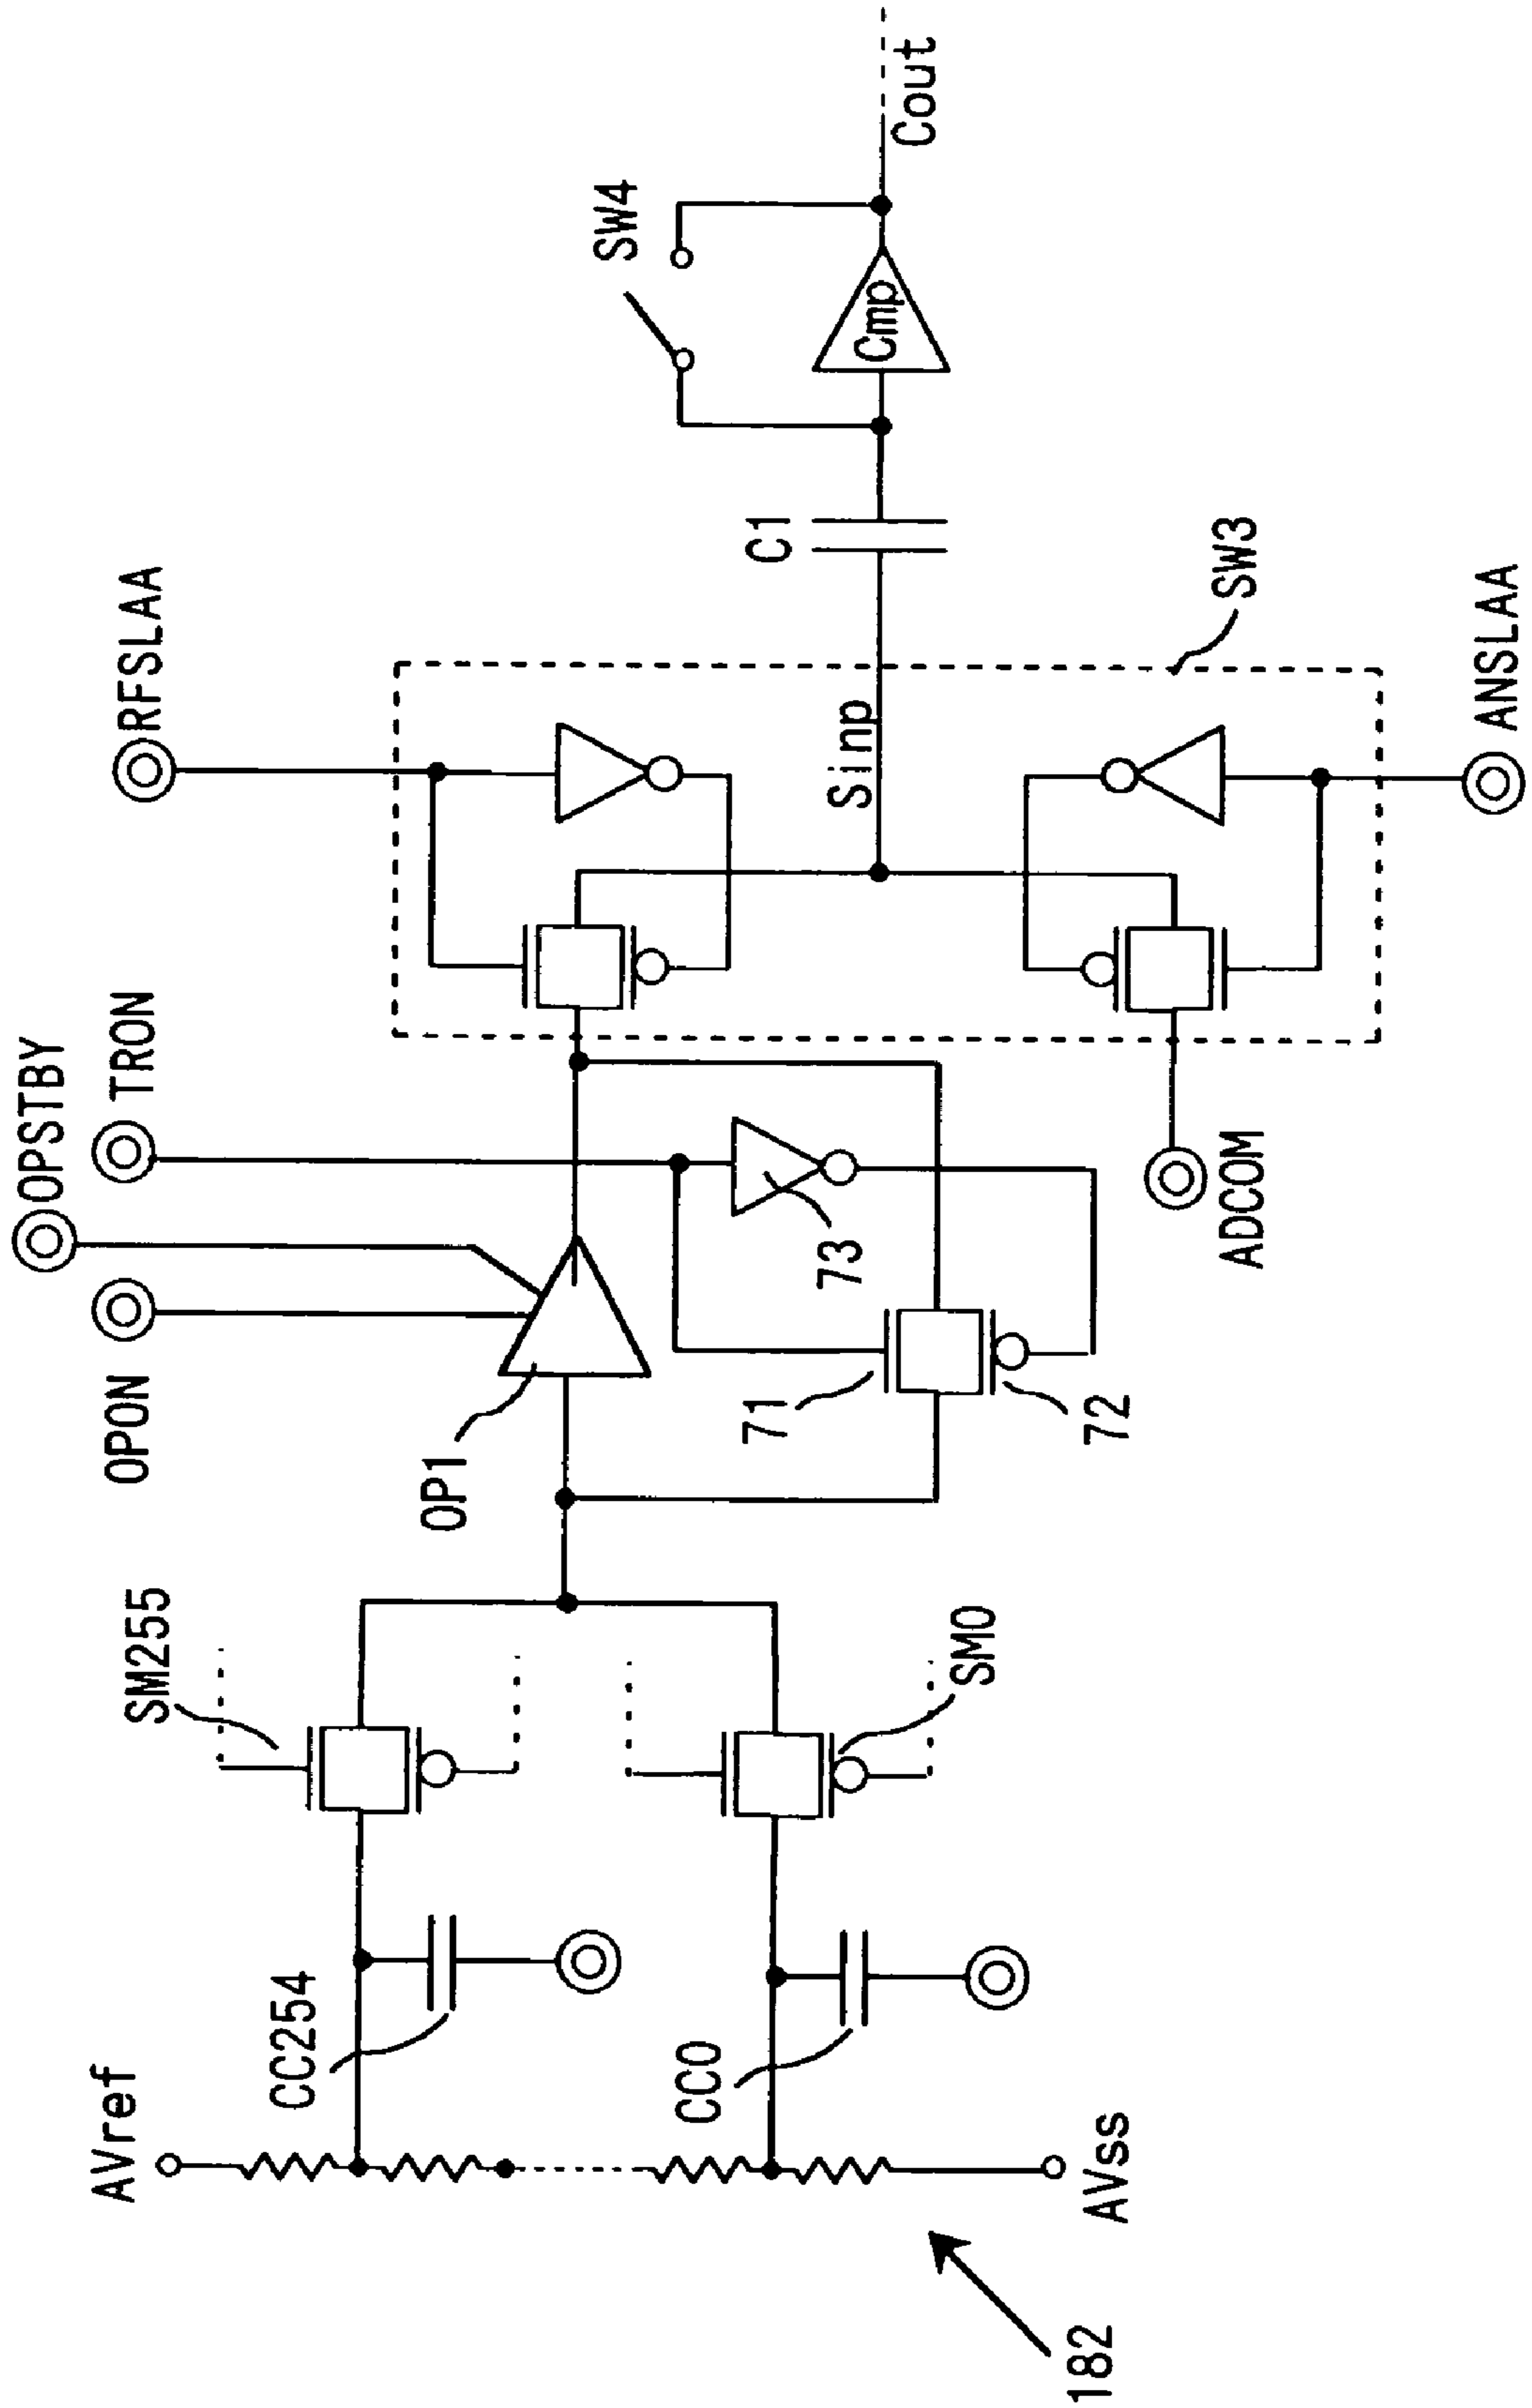 OPSTBY
OPON
TRON
RFSLAA
SM255
AVref
CC254
OP1
SW4
C1
Cmp
Cout
Sinp
73
71
72
SM0
CC0
AVss
182
ADCOM
SW3
ANSLAA